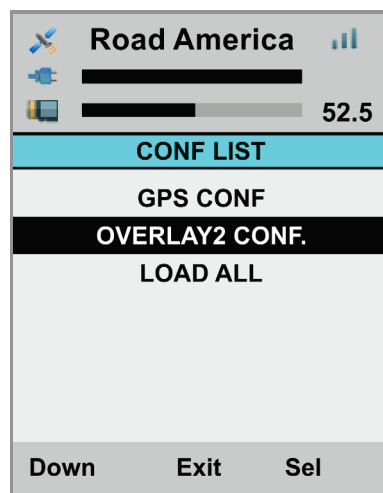 Road America
52.5
CONF LIST
GPS CONF
OVERLAY2 CONF.
LOAD ALL
Down Exit Sel